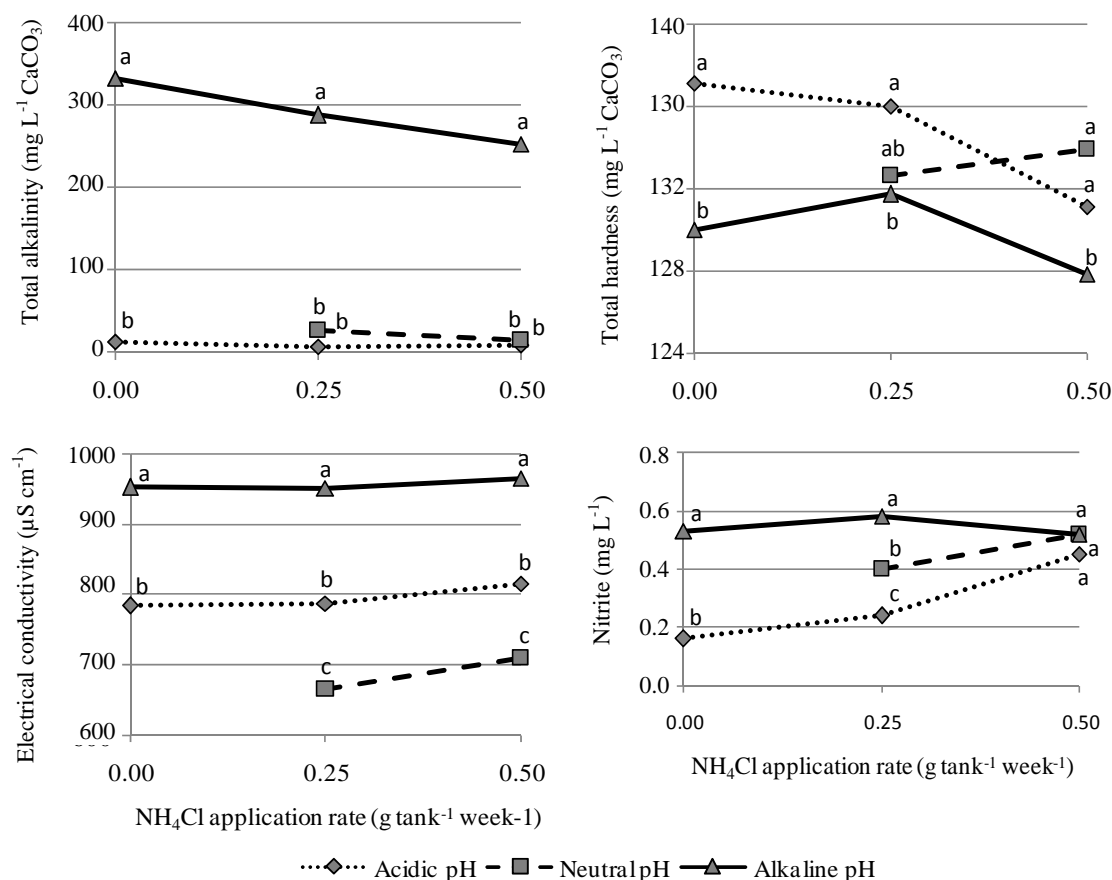 Total alkalinity (mg L⁻¹ CaCO₃)
400
300
200
100
0
a
a
a
b
b
b
b
b
0.00 0.25 0.50
Total hardness (mg L⁻¹ CaCO₃)
140
130
132
128
124
a
a
ab
a
a
b
b
b
0.00 0.25 0.50
Electrical conductivity (µS cm⁻¹)
1000
900
800
700
600
a
a
a
b
b
b
c
c
0.00 0.25 0.50
NH₄Cl application rate (g tank⁻¹ week-1)
Nitrite (mg L⁻¹)
0.8
0.6
0.4
0.2
0.0
a
a
a
b
a
b
c
a
0.00 0.25 0.50
NH₄Cl application rate (g tank⁻¹ week⁻¹)
Acidic pH Neutral pH Alkaline pH